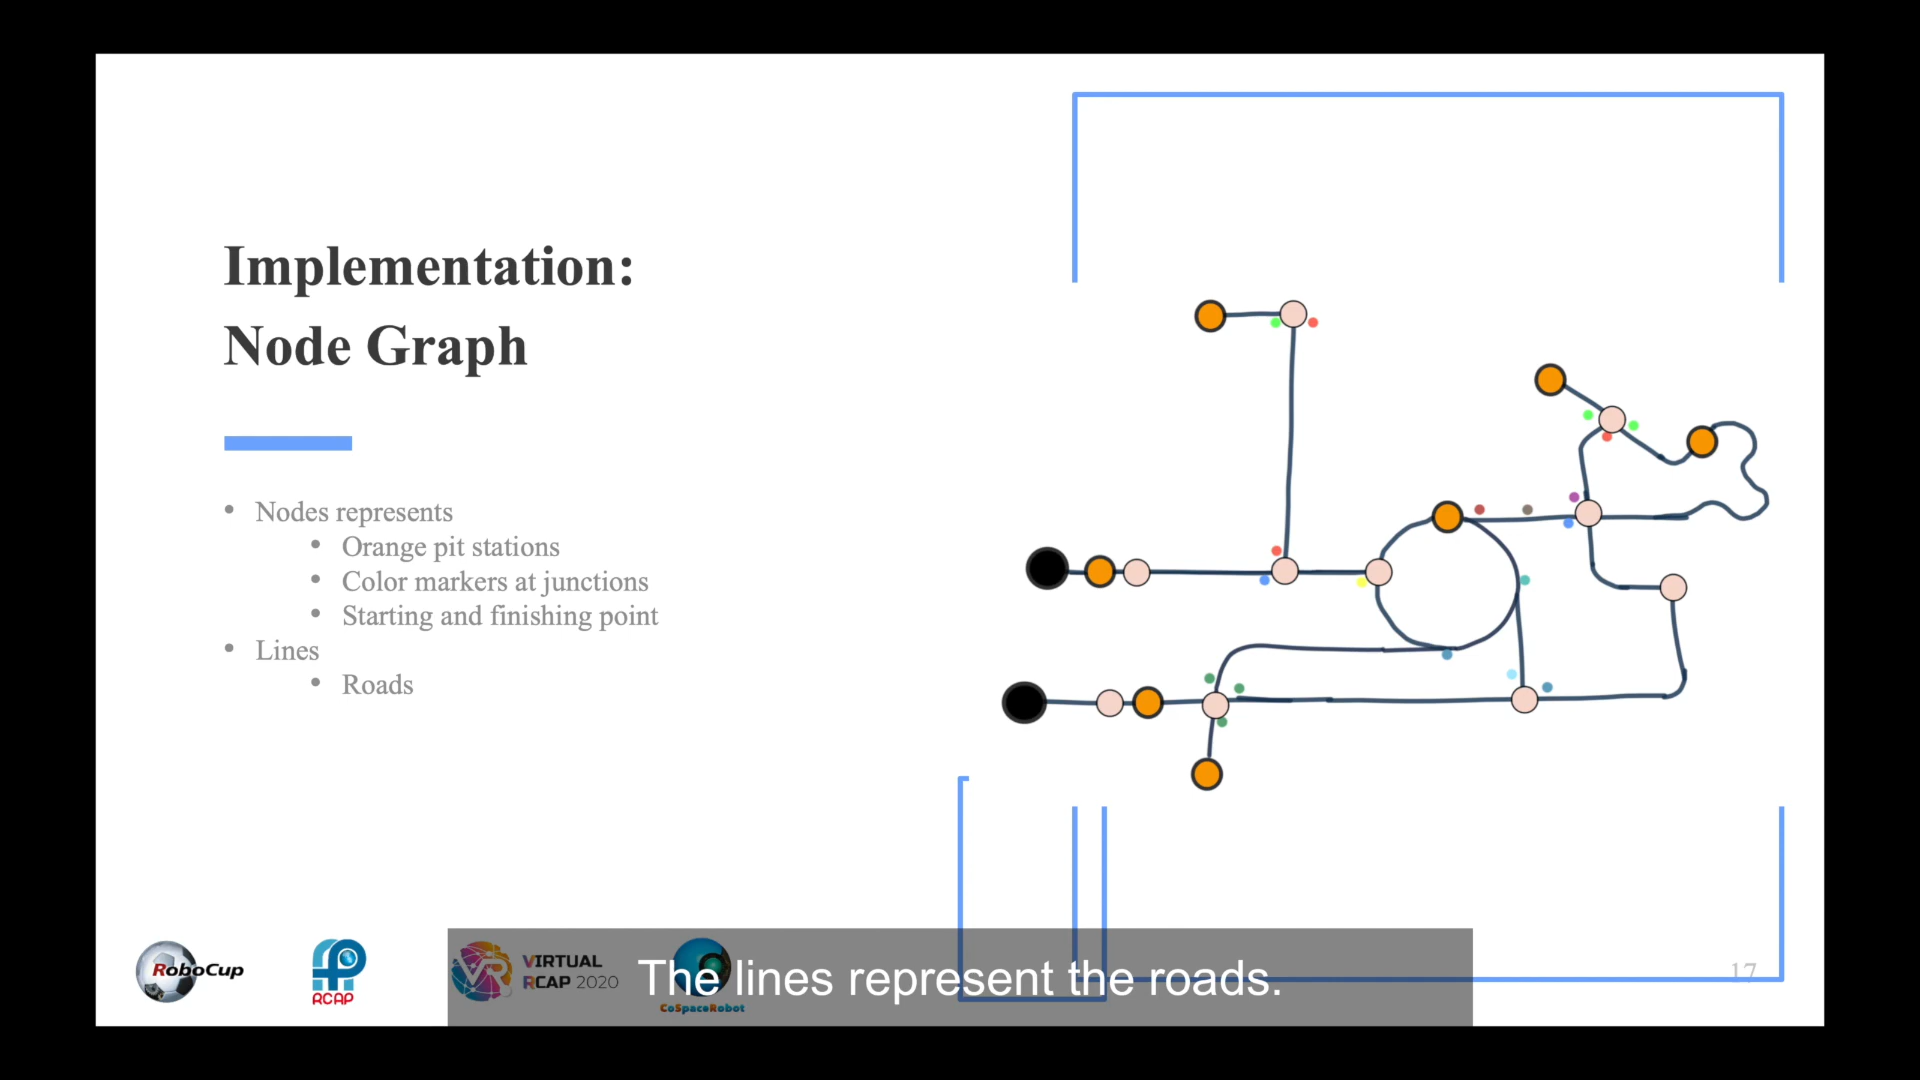 Implementation:
Node Graph
• Nodes represents
• Orange pit stations
• Color markers at junctions
• Starting and finishing point
• Lines
• Roads
RoboCup
RCAP
VIRTUAL
RCAP 2020
CoSpaceRobot
The lines represent the roads.
17